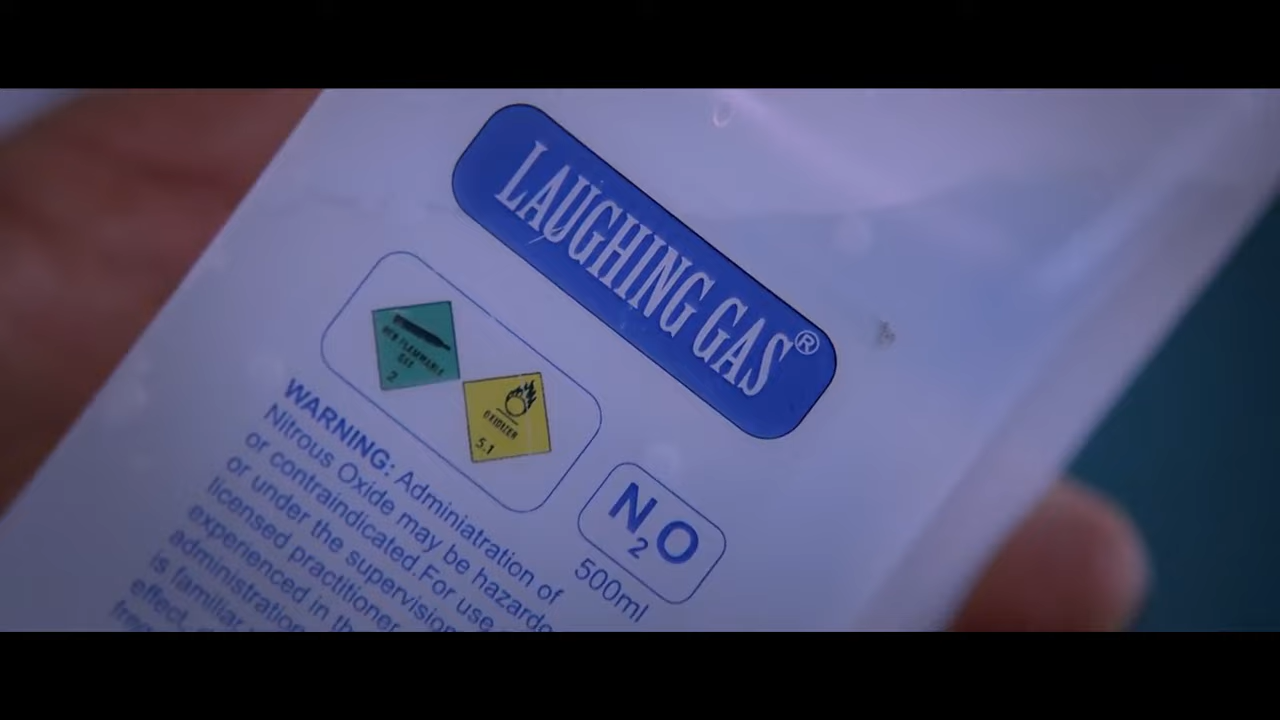 LAUGHING GAS®
NON FLAMMABLE
GAS
2
OXIDIZER
5.1
N2O
500ml
WARNING: Adminiatration of
Nitrous Oxide may be hazardo
or contraindicated.For use
or under the supervision
licensed practitioner
experienced in th
administration
is familiar
effect, d